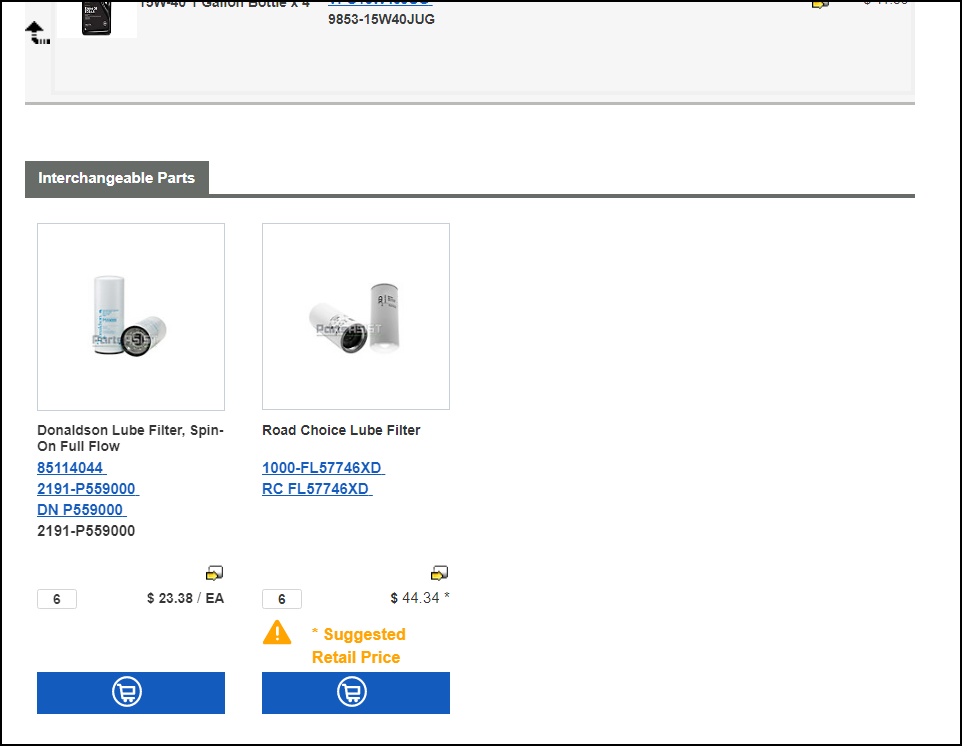 15W-40 1 Gallon Bottle x 4
9853-15W40JUG
Interchangeable Parts
Donaldson Lube Filter, Spin-
On Full Flow
85114044
2191-P559000
DN P559000
2191-P559000
6
$ 23.38 / EA
Road Choice Lube Filter
1000-FL57746XD
RC FL57746XD
6
$ 44.34 *
* Suggested
Retail Price